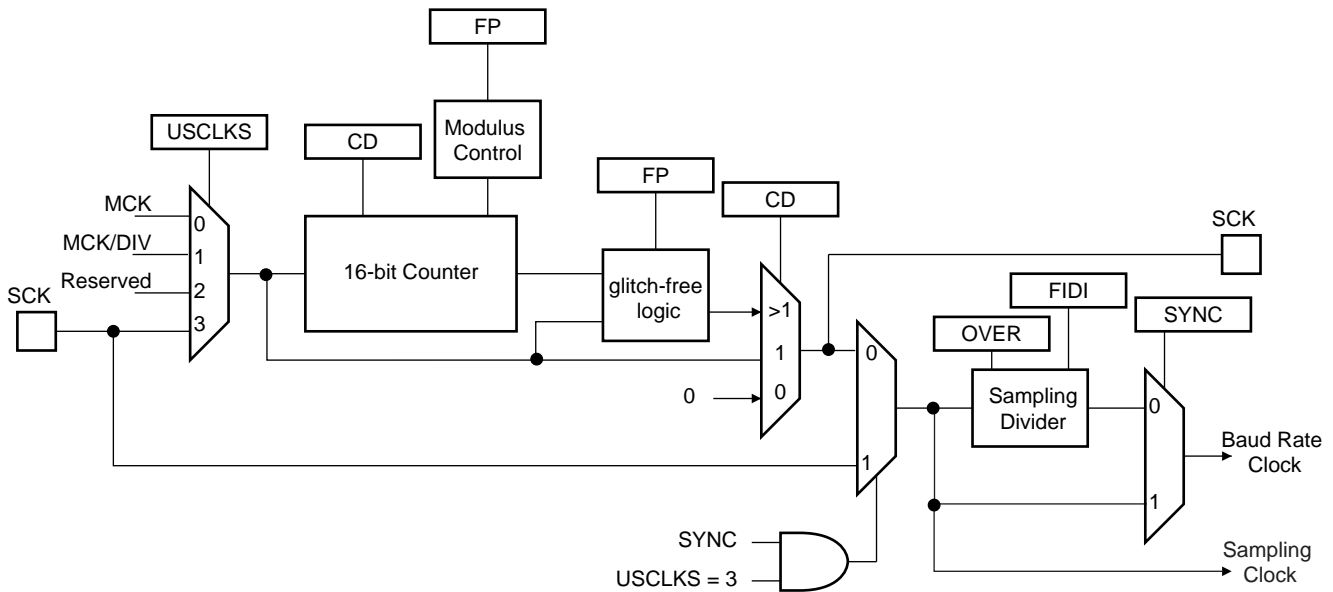 FP
USCLKS
CD
Modulus
Control
FP
CD
MCK
MCK/DIV
Reserved
SCK
0
1
2
3
16-bit Counter
glitch-free
logic
>1
1
0
0
SCK
FIDI
OVER
SYNC
0
1
Sampling
Divider
0
1
Baud Rate
Clock
SYNC
USCLKS = 3
Sampling
Clock